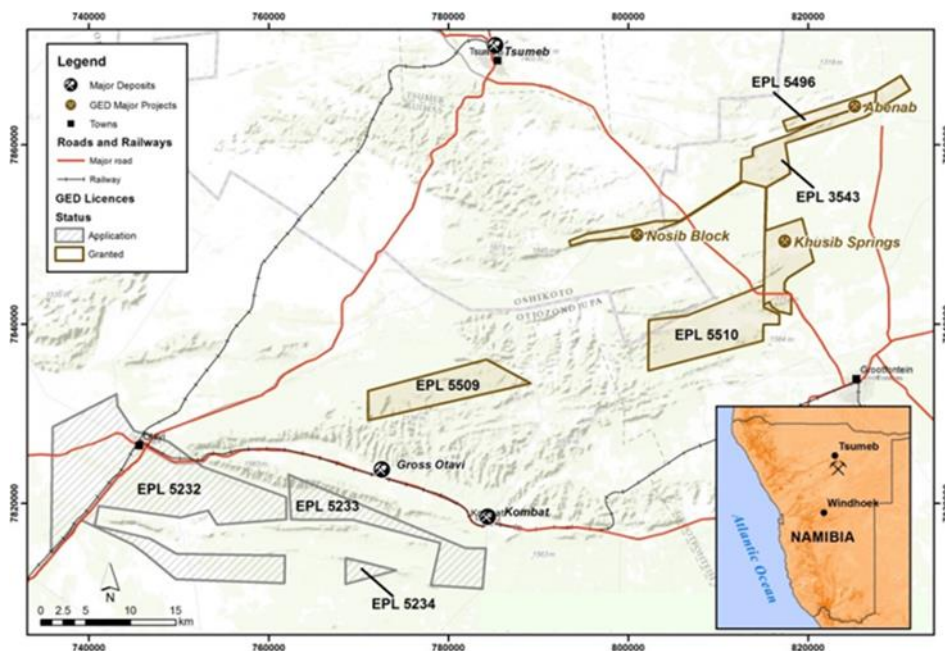 740000
760000
780000
800000
820000
Legend
Major Deposits
GED Major Projects
Towns
Roads and Railways
Major road
Railway
GED Licences
Status
Application
Granted
Tsumeb
EPL 5496
Abenab
7860000
EPL 3543
Nosib Block
Khusib Springs
OSHIKOTO
OTJOZONDJUPA
7840000
EPL 5510
EPL 5509
Grootfontein
Gross Otavi
EPL 5232
EPL 5233
7820000
Kombat
EPL 5234
N
0 2.5 5 10 15
km
Tsumeb
Windhoek
NAMIBIA
Atlantic Ocean
740000
760000
780000
800000
820000